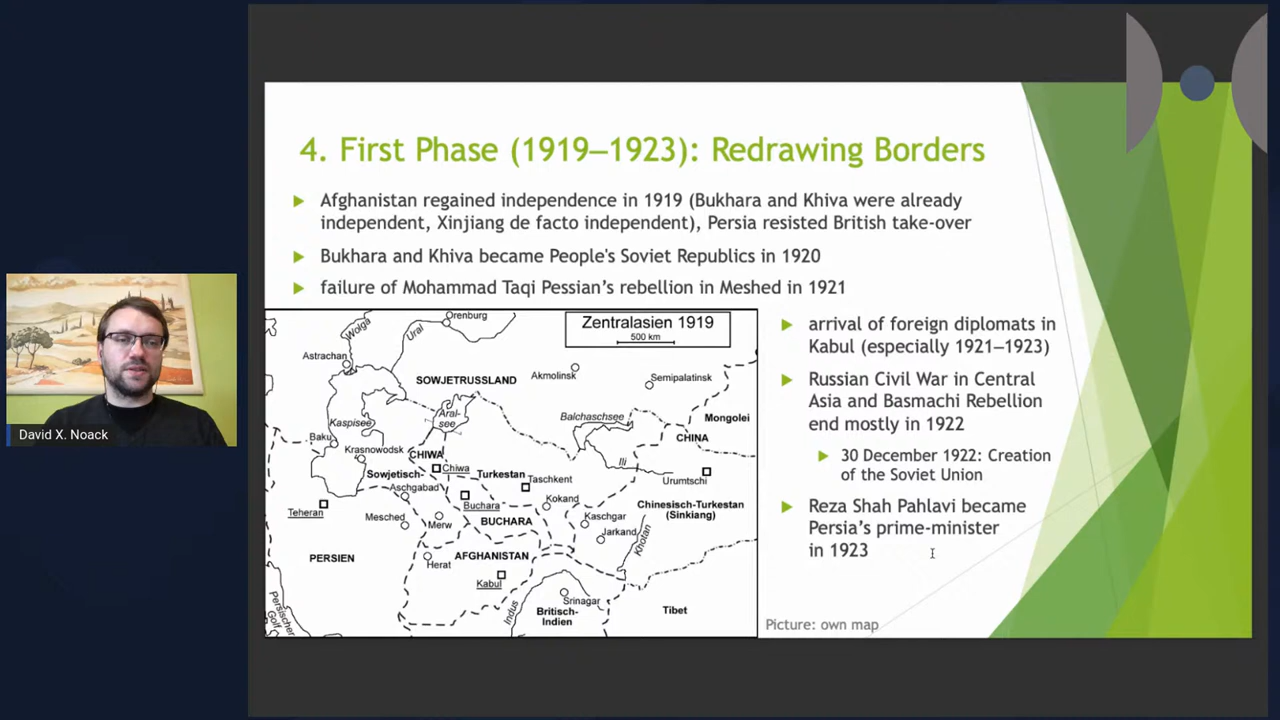 4. First Phase (1919–1923): Redrawing Borders
Afghanistan regained independence in 1919 (Bukhara and Khiva were already
independent, Xinjiang de facto independent), Persia resisted British take-over
Bukhara and Khiva became People's Soviet Republics in 1920
failure of Mohammad Taqi Pessian's rebellion in Meshed in 1921
arrival of foreign diplomats in
Kabul (especially 1921–1923)
Russian Civil War in Central
Asia and Basmachi Rebellion
end mostly in 1922
30 December 1922: Creation
of the Soviet Union
Reza Shah Pahlavi became
Persia's prime-minister
in 1923
Zentralasien 1919
500 km
Orenburg
Wolga
Ural
Astrachan
SOWJETRUSSLAND
Akmolinsk
Semipalatinsk
Kaspisee
Aral-
see
Balchaschsee
Mongolei
CHINA
Baku
Krasnowodsk
CHIWA
Chiwa
Ili
Urumtschi
Sowjetisch-
Turkestan
Taschkent
Aschgabad
Buchara
Kokand
Chinesisch-Turkestan
(Sinkiang)
Teheran
Mesched
Merw
BUCHARA
Kaschgar
Jarkand
Khotan
PERSIEN
Herat
AFGHANISTAN
Kabul
Indus
Srinagar
Britisch-
Indien
Tibet
Persischer
Golf
Picture: own map
David X. Noack